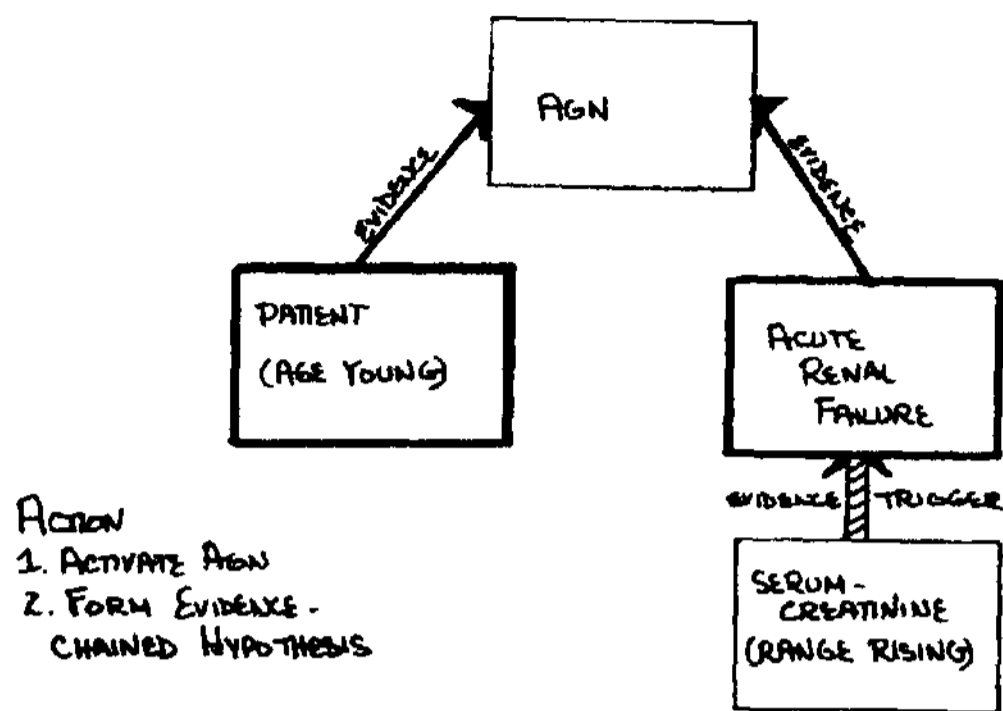 AGN
EVIDENCE
EVIDENCE
PATIENT
(AGE YOUNG)
ACUTE
RENAL
FAILURE
EVIDENCE TRIGGER
SERUM-
CREATININE
(RANGE RISING)
ACTION
1. ACTIVATE AGN
2. FORM EVIDENCE-
CHAINED HYPOTHESIS